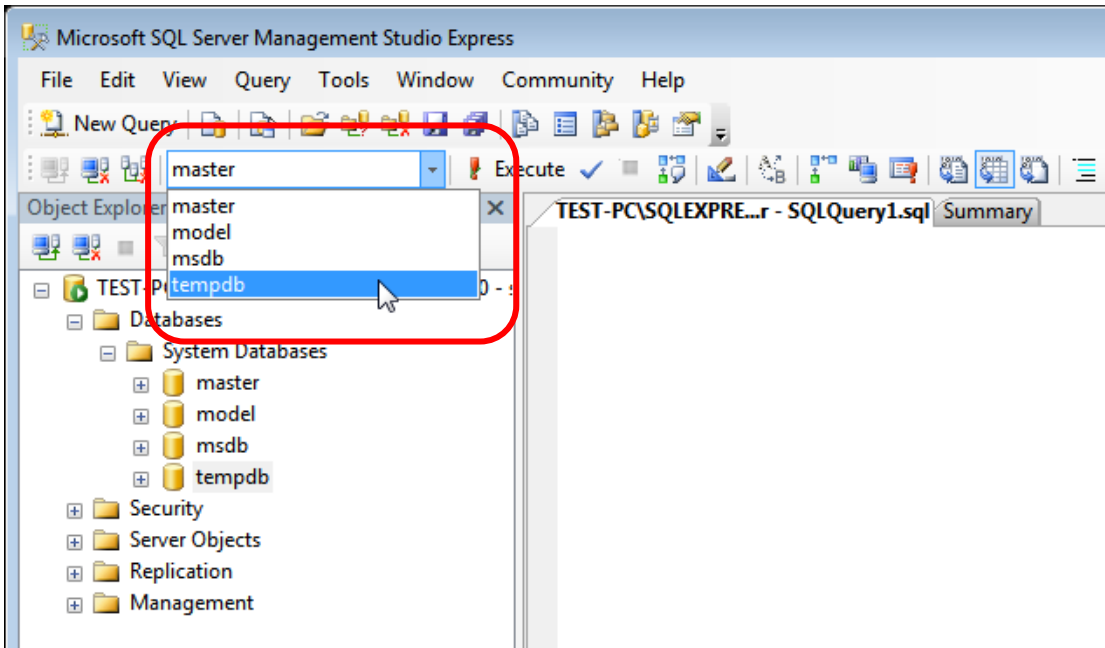 Microsoft SQL Server Management Studio Express
File Edit View Query Tools Window Community Help
New Query
master Execute
Object Explorer TEST-PC\SQLEXPRE...r - SQLQuery1.sql Summary
master
model
msdb
tempdb
TEST-P 0 - s
Databases
System Databases
master
model
msdb
tempdb
Security
Server Objects
Replication
Management